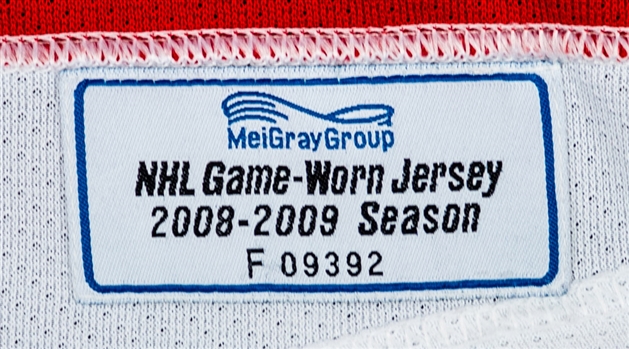 MeiGrayGroup
NHL Game-Worn Jersey
2008-2009 Season
F 09392